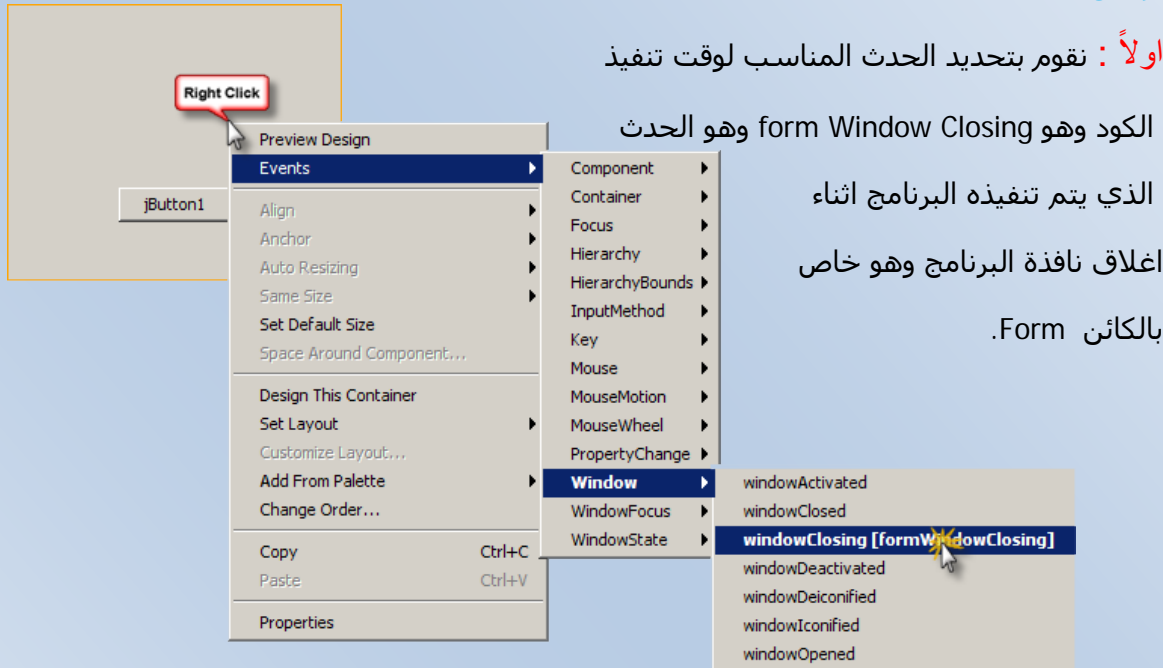 اولاً : نقوم بتحديد الحدث المناسب لوقت تنفيذ
الكود وهو form Window Closing وهو الحدث
الذي يتم تنفيذه البرنامج اثناء
اغلاق نافذة البرنامج وهو خاص
بالكائن Form.
Right Click
jButton1
Preview Design
Events
Align
Anchor
Auto Resizing
Same Size
Set Default Size
Space Around Component...
Design This Container
Set Layout
Customize Layout...
Add From Palette
Change Order...
Copy Ctrl+C
Paste Ctrl+V
Properties
Component
Container
Focus
Hierarchy
HierarchyBounds
InputMethod
Key
Mouse
MouseMotion
MouseWheel
PropertyChange
Window
WindowFocus
WindowState
windowActivated
windowClosed
windowClosing [formWindowClosing]
windowDeactivated
windowDeiconified
windowIconified
windowOpened